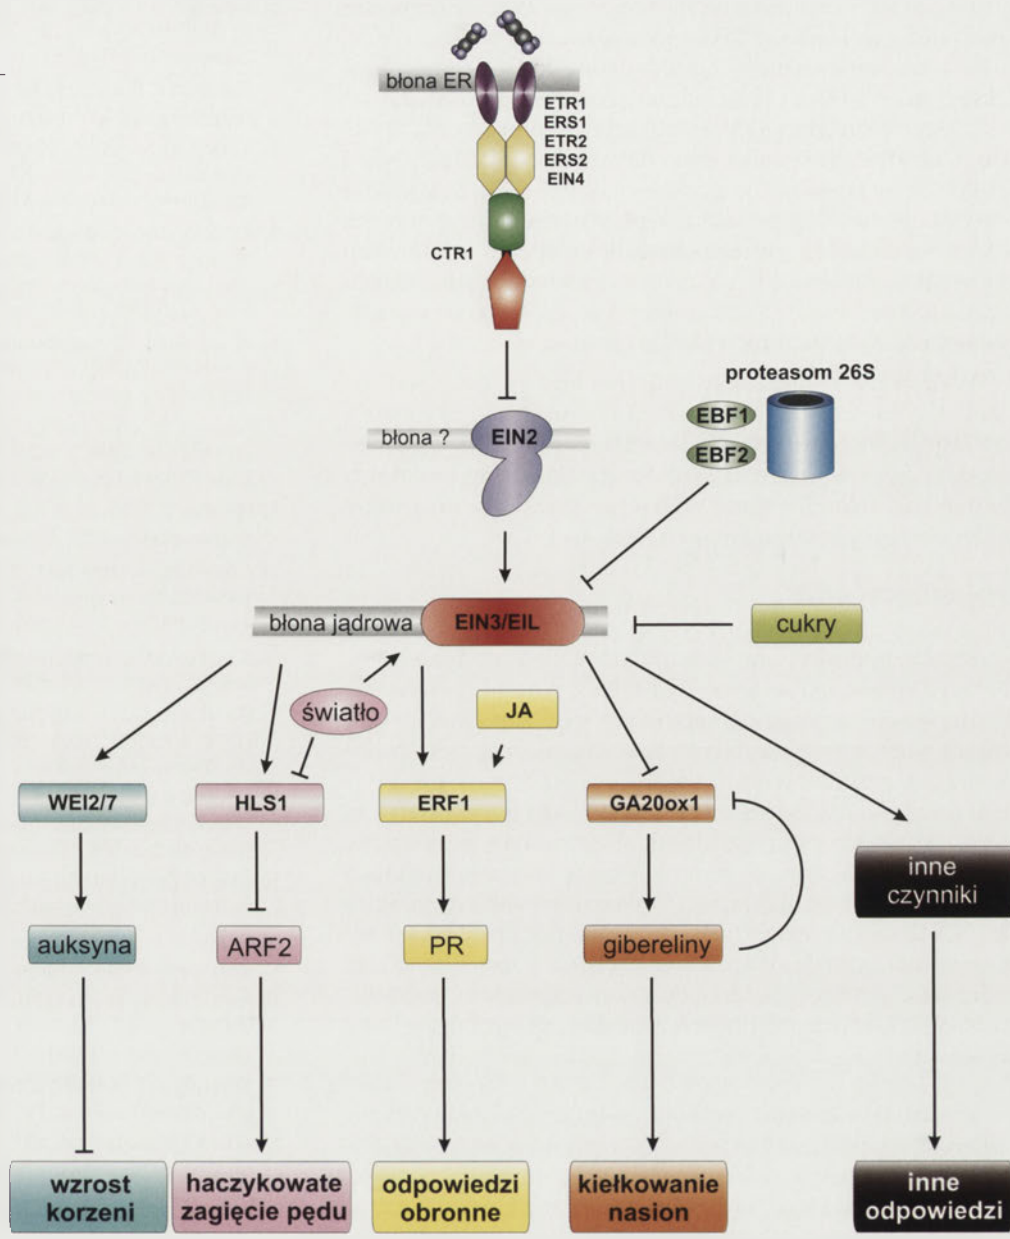 błona ER
ETR1
ERS1
ETR2
ERS2
EIN4
CTR1
proteasom 26S
EBF1
EBF2
błona ?
EIN2
błona jądrowa
EIN3/EIL
cukry
światło
JA
WEI2/7
HLS1
ERF1
GA20ox1
inne
czynniki
auksyna
ARF2
PR
gibereliny
wzrost
korzeni
haczykowate
zagięcie pędu
odpowiedzi
obronne
kiełkowanie
nasion
inne
odpowiedzi